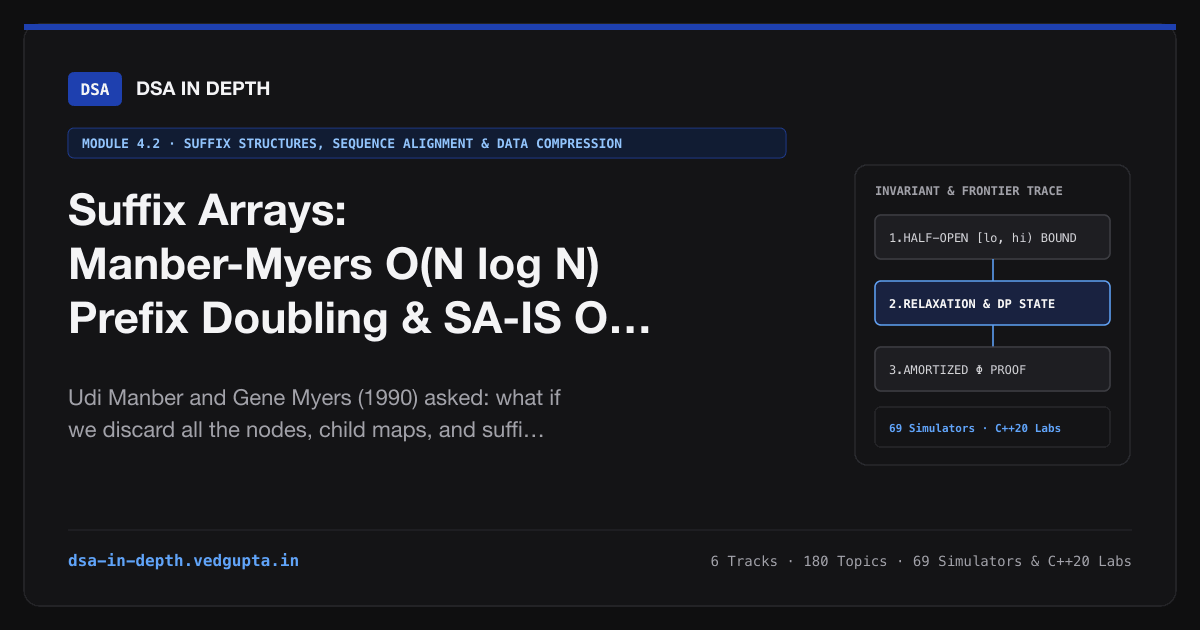 DSA
DSA IN DEPTH
MODULE 4.2 · SUFFIX STRUCTURES, SEQUENCE ALIGNMENT & DATA COMPRESSION
Suffix Arrays:
Manber-Myers O(N log N)
Prefix Doubling & SA-IS O…
Udi Manber and Gene Myers (1990) asked: what if
we discard all the nodes, child maps, and suffi…
INVARIANT & FRONTIER TRACE
1.HALF-OPEN [lo, hi) BOUND
2.RELAXATION & DP STATE
3.AMORTIZED Φ PROOF
69 Simulators · C++20 Labs
dsa-in-depth.vedgupta.in
6 Tracks · 180 Topics · 69 Simulators & C++20 Labs